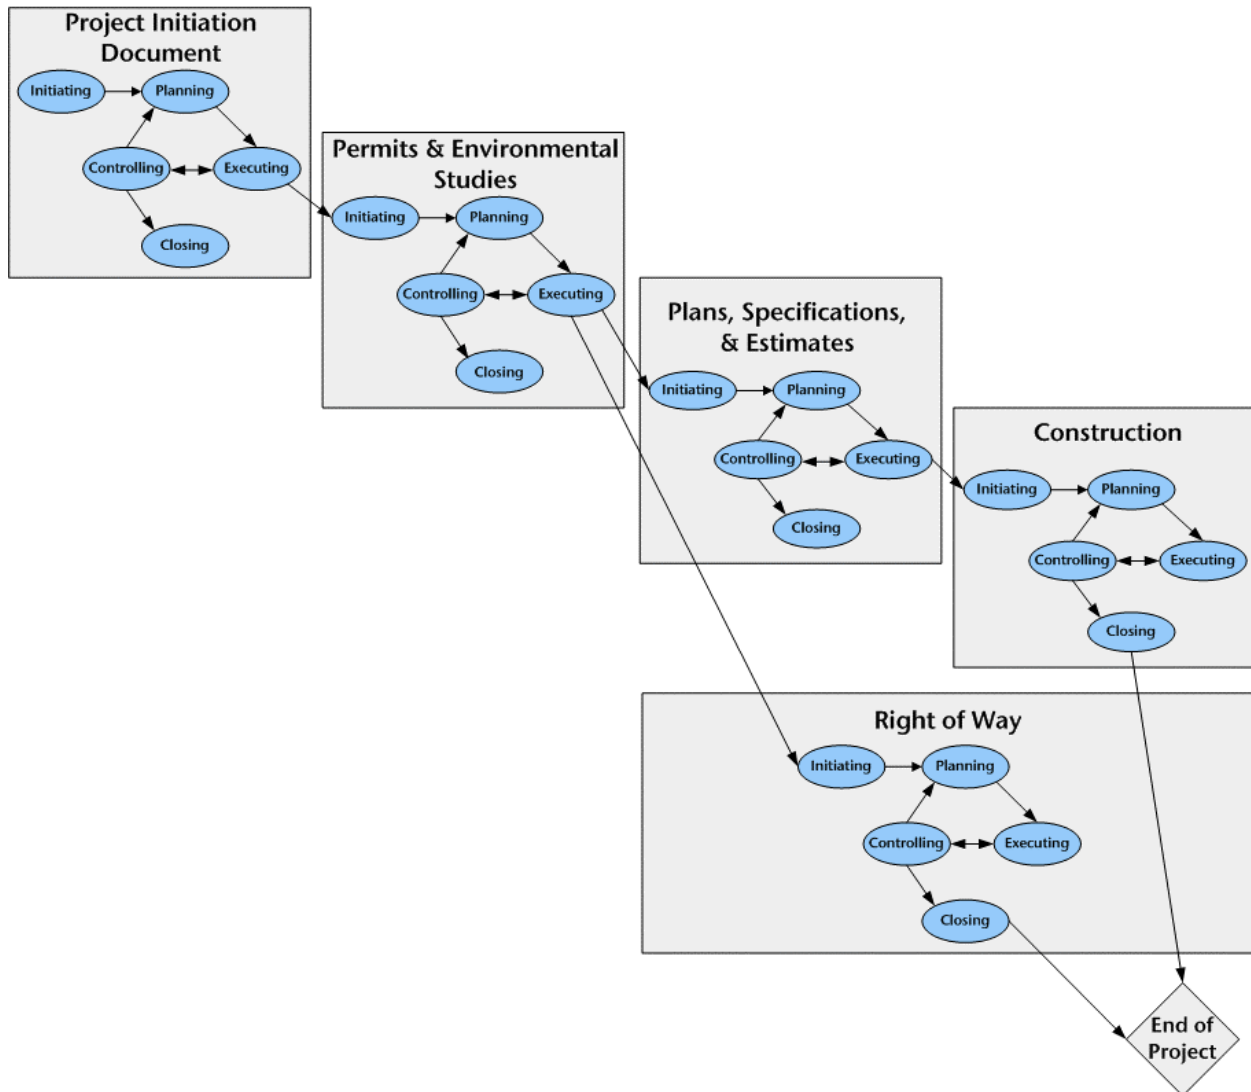 Project Initiation
Document
Initiating
Planning
Controlling
Executing
Closing
Permits & Environmental
Studies
Initiating
Planning
Controlling
Executing
Closing
Plans, Specifications,
& Estimates
Initiating
Planning
Controlling
Executing
Closing
Construction
Initiating
Planning
Controlling
Executing
Closing
Right of Way
Initiating
Planning
Controlling
Executing
Closing
End of
Project